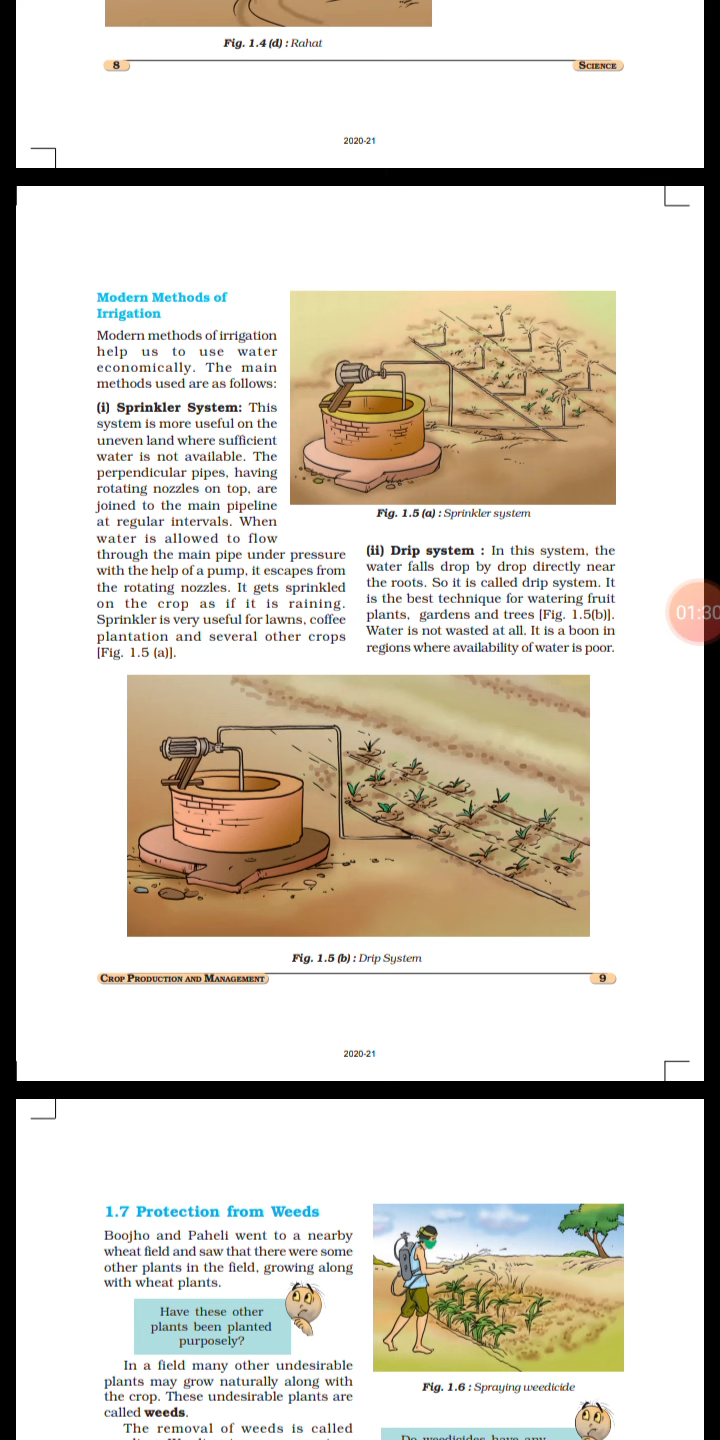 Fig. 1.4 (d) : Rahat
8
SCIENCE
2020-21
Modern Methods of
Irrigation
Modern methods of irrigation
help us to use water
economically. The main
methods used are as follows:
(i) Sprinkler System: This
system is more useful on the
uneven land where sufficient
water is not available. The
perpendicular pipes, having
rotating nozzles on top, are
joined to the main pipeline
at regular intervals. When
water is allowed to flow
through the main pipe under pressure
with the help of a pump, it escapes from
the rotating nozzles. It gets sprinkled
on the crop as if it is raining.
Sprinkler is very useful for lawns, coffee
plantation and several other crops
[Fig. 1.5 (a)].
Fig. 1.5 (a) : Sprinkler system
(ii) Drip system : In this system, the
water falls drop by drop directly near
the roots. So it is called drip system. It
is the best technique for watering fruit
plants, gardens and trees [Fig. 1.5(b)].
Water is not wasted at all. It is a boon in
regions where availability of water is poor.
01:30
Fig. 1.5 (b) : Drip System
CROP PRODUCTION AND MANAGEMENT
9
2020-21
1.7 Protection from Weeds
Boojho and Paheli went to a nearby
wheat field and saw that there were some
other plants in the field, growing along
with wheat plants.
Have these other
plants been planted
purposely?
In a field many other undesirable
plants may grow naturally along with
the crop. These undesirable plants are
called weeds.
The removal of weeds is called
Fig. 1.6 : Spraying weedicide
Do weedicides have any